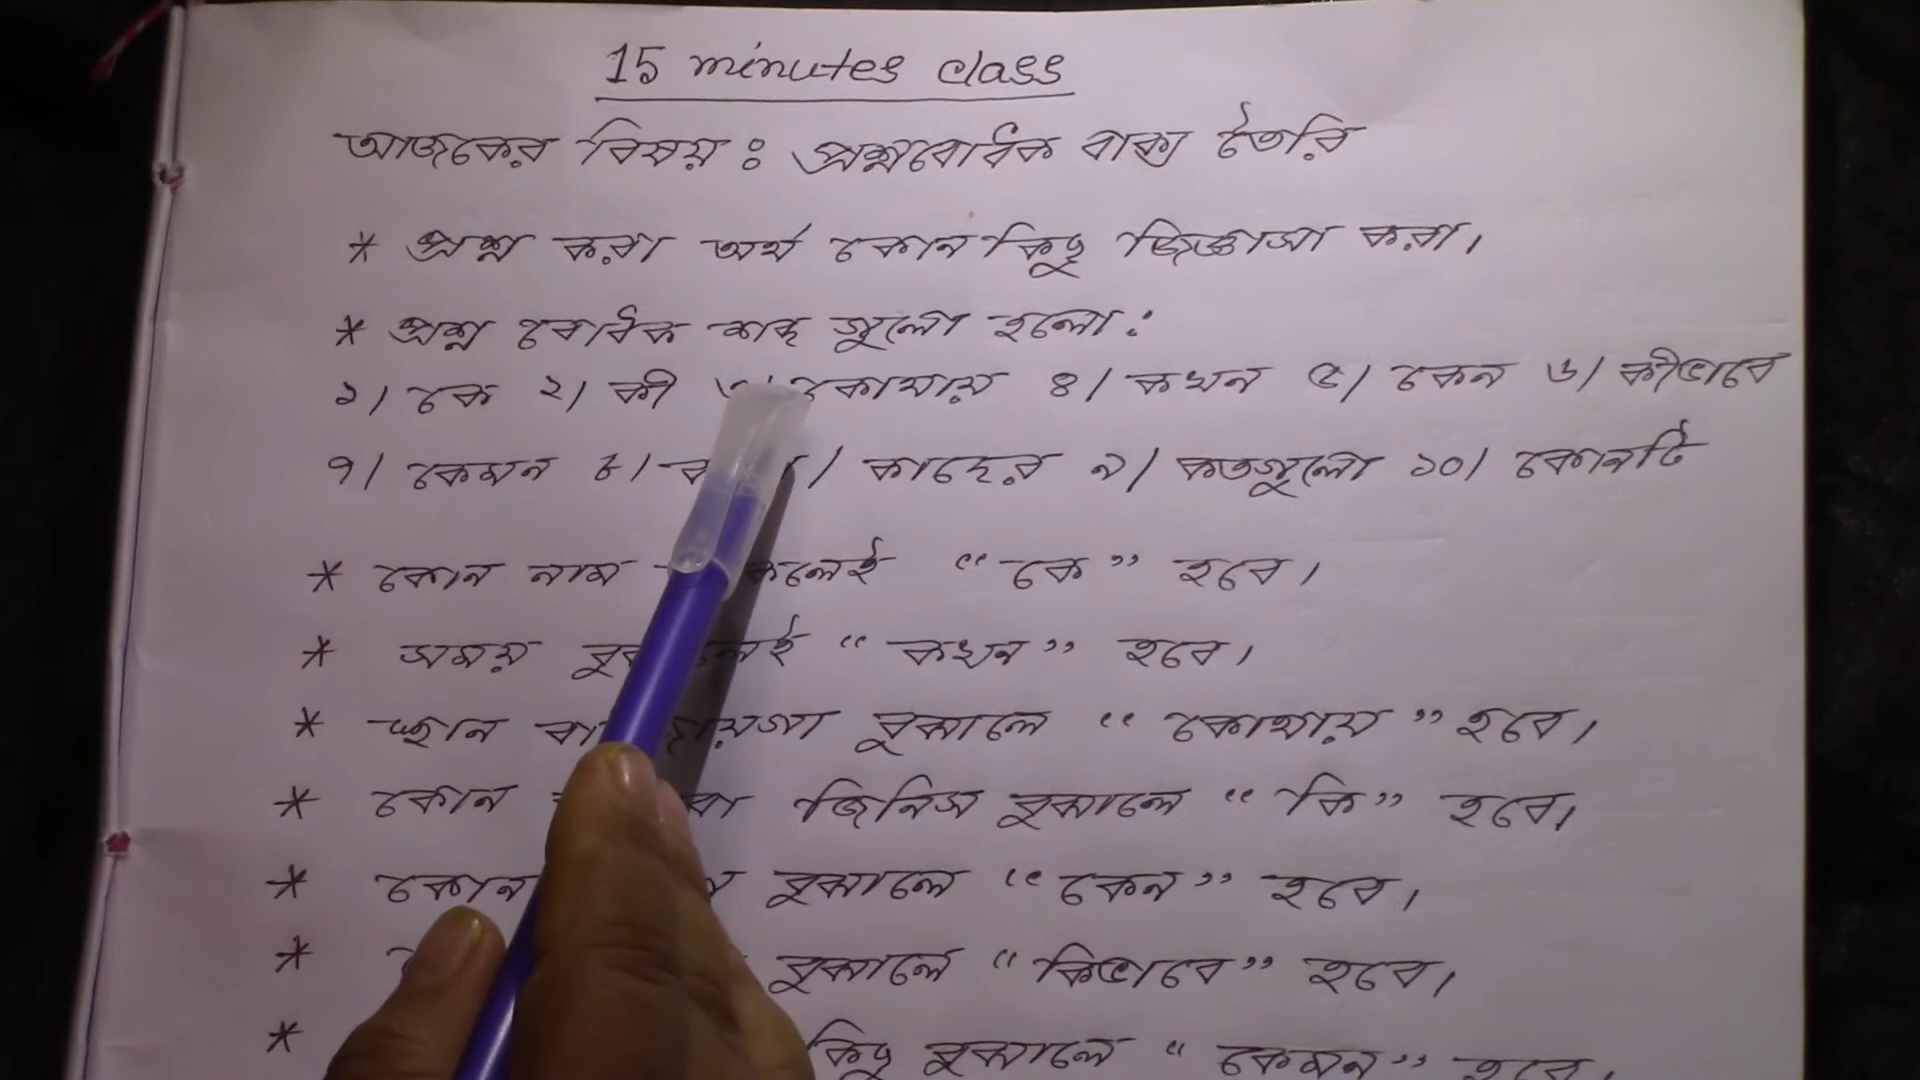 15 minutes class
আজকের বিষয় : প্রশ্নবোধক বাক্য তৈরি
* প্রশ্ন করা অর্থ কোন কিছু জিজ্ঞাসা করা।
* প্রশ্ন বোধক শব্দ গুলো হলো :
১/ কে ২/ কী কোথায় ৪/ কখন ৫/ কেন ৬/ কীভাবে
৭/ কেমন ৮/ কাদের ৯/ কতগুলো ১০/ কোনটি
* কোন নাম “কে” হবে।
* সময় “কখন” হবে।
* স্থান বা বুঝালে “কোথায়” হবে।
* কোন বা জিনিস বুঝালে “কি” হবে।
* কোন বুঝালে “কেন” হবে।
* বুঝালে “কিভাবে” হবে।
* কিছু বুঝালে “কেমন” হবে।